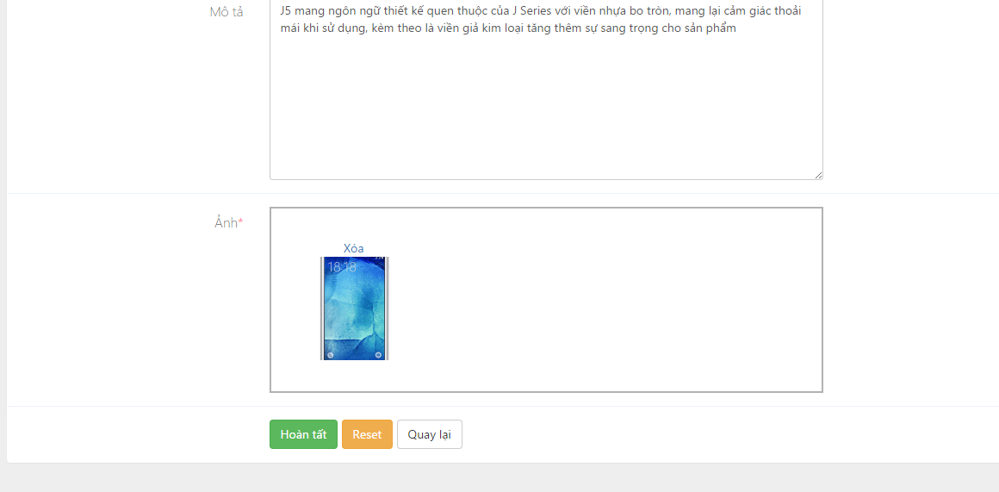 Mô tả
J5 mang ngôn ngữ thiết kế quen thuộc của J Series với viền nhựa bo tròn, mang lại cảm giác thoải
mái khi sử dụng, kèm theo là viền giả kim loại tăng thêm sự sang trọng cho sản phẩm
Ảnh*
Xóa
18:18
Hoàn tất
Reset
Quay lại